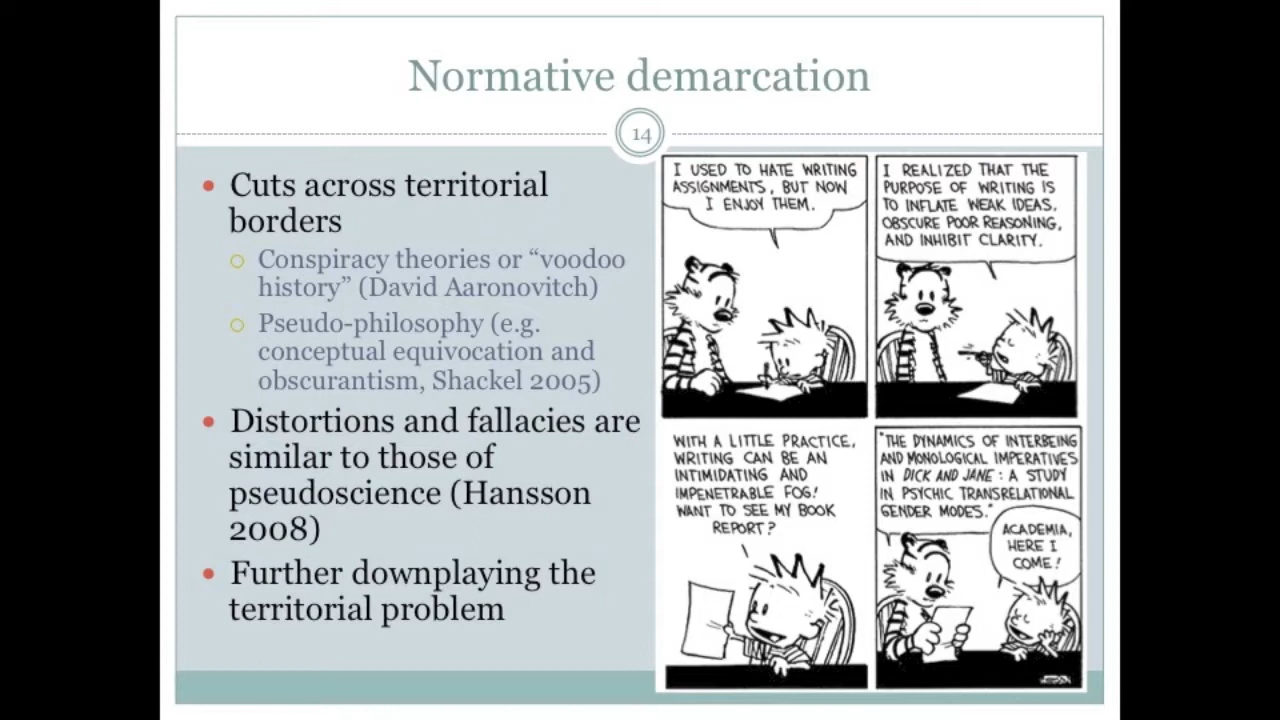 Normative demarcation
14
• Cuts across territorial
borders
○ Conspiracy theories or “voodoo
history” (David Aaronovitch)
○ Pseudo-philosophy (e.g.
conceptual equivocation and
obscurantism, Shackel 2005)
• Distortions and fallacies are
similar to those of
pseudoscience (Hansson
2008)
• Further downplaying the
territorial problem
I USED TO HATE WRITING
ASSIGNMENTS, BUT NOW
I ENJOY THEM.
I REALIZED THAT THE
PURPOSE OF WRITING IS
TO INFLATE WEAK IDEAS,
OBSCURE POOR REASONING,
AND INHIBIT CLARITY.
WITH A LITTLE PRACTICE,
WRITING CAN BE AN
INTIMIDATING AND
IMPENETRABLE FOG!
WANT TO SEE MY BOOK
REPORT?
"THE DYNAMICS OF INTERBEING
AND MONOLOGICAL IMPERATIVES
IN DICK AND JANE : A STUDY
IN PSYCHIC TRANSRELATIONAL
GENDER MODES."
ACADEMIA,
HERE I
COME!